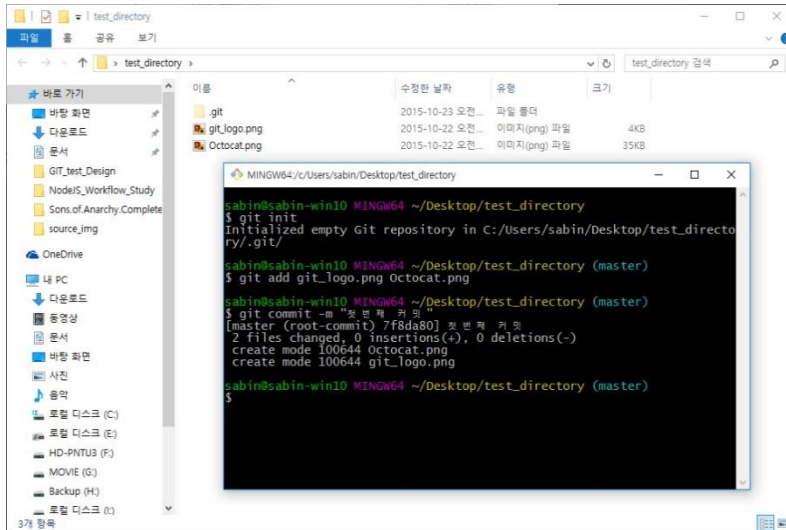 test_directory
파일 홈 공유 보기
test_directory
test_directory 검색
바로 가기
바탕 화면
다운로드
문서
GIT_test_Design
NodeJS_Workflow_Study
Sons.of.Anarchy.Complete
source_img
OneDrive
내 PC
다운로드
동영상
문서
바탕 화면
사진
음악
로컬 디스크 (C:)
로컬 디스크 (E:)
HD-PNTU3 (F:)
MOVIE (G:)
Backup (H:)
로컬 디스크 (I:)
3개 항목
이름 수정한 날짜 유형 크기
.git 2015-10-23 오전... 파일 폴더
git_logo.png 2015-10-22 오전... 이미지(png) 파일 4KB
Octocat.png 2015-10-22 오전... 이미지(png) 파일 35KB
MINGW64:/c/Users/sabin/Desktop/test_directory
sabin@sabin-win10 MINGW64 ~/Desktop/test_directory
$ git init
Initialized empty Git repository in C:/Users/sabin/Desktop/test_directo
ry/.git/
sabin@sabin-win10 MINGW64 ~/Desktop/test_directory (master)
$ git add git_logo.png Octocat.png
sabin@sabin-win10 MINGW64 ~/Desktop/test_directory (master)
$ git commit -m "첫 번째 커밋"
[master (root-commit) 7f8da80] 첫 번째 커밋
2 files changed, 0 insertions(+), 0 deletions(-)
create mode 100644 Octocat.png
create mode 100644 git_logo.png
sabin@sabin-win10 MINGW64 ~/Desktop/test_directory (master)
$